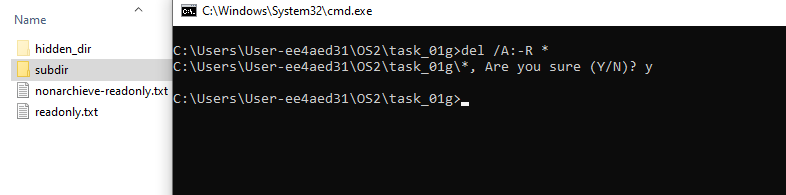 Name
hidden_dir
subdir
nonarchieve-readonly.txt
readonly.txt
C:\Windows\System32\cmd.exe
C:\Users\User-ee4aed31\OS2\task_01g>del /A:-R *
C:\Users\User-ee4aed31\OS2\task_01g\*, Are you sure (Y/N)? y
C:\Users\User-ee4aed31\OS2\task_01g>